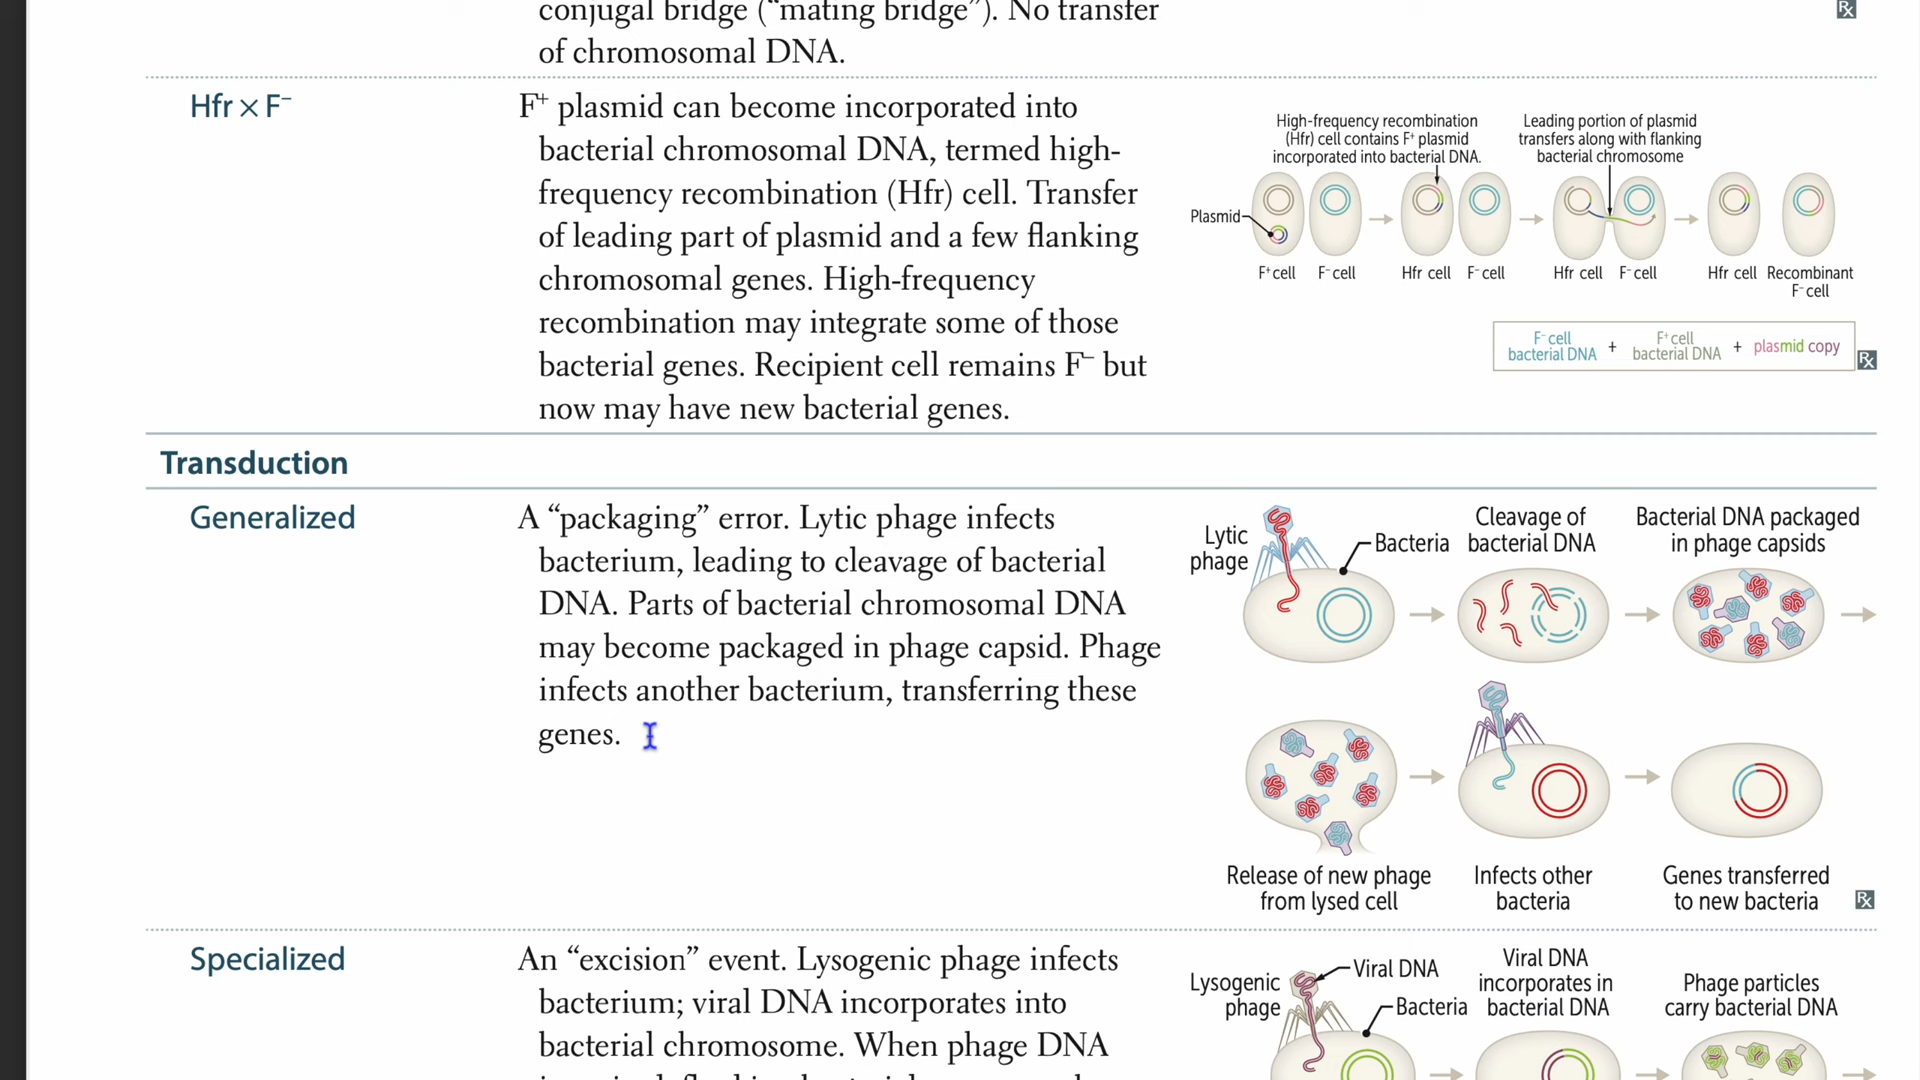 conjugal bridge (“mating bridge”). No transfer
of chromosomal DNA.
Rx
Hfr × F⁻
F⁺ plasmid can become incorporated into
bacterial chromosomal DNA, termed high-
frequency recombination (Hfr) cell. Transfer
of leading part of plasmid and a few flanking
chromosomal genes. High-frequency
recombination may integrate some of those
bacterial genes. Recipient cell remains F⁻ but
now may have new bacterial genes.
High-frequency recombination
(Hfr) cell contains F⁺ plasmid
incorporated into bacterial DNA.
Leading portion of plasmid
transfers along with flanking
bacterial chromosome
Plasmid
F⁺ cell
F⁻ cell
Hfr cell
F⁻ cell
Hfr cell
F⁻ cell
Hfr cell
Recombinant
F⁻ cell
F⁻ cell
bacterial DNA
+
F⁺ cell
bacterial DNA
+
plasmid copy
Rx
Transduction
Generalized
A “packaging” error. Lytic phage infects
bacterium, leading to cleavage of bacterial
DNA. Parts of bacterial chromosomal DNA
may become packaged in phage capsid. Phage
infects another bacterium, transferring these
genes.
Lytic
phage
Bacteria
Cleavage of
bacterial DNA
Bacterial DNA packaged
in phage capsids
Release of new phage
from lysed cell
Infects other
bacteria
Genes transferred
to new bacteria
Rx
Specialized
An “excision” event. Lysogenic phage infects
bacterium; viral DNA incorporates into
bacterial chromosome. When phage DNA
Lysogenic
phage
Viral DNA
Bacteria
Viral DNA
incorporates in
bacterial DNA
Phage particles
carry bacterial DNA